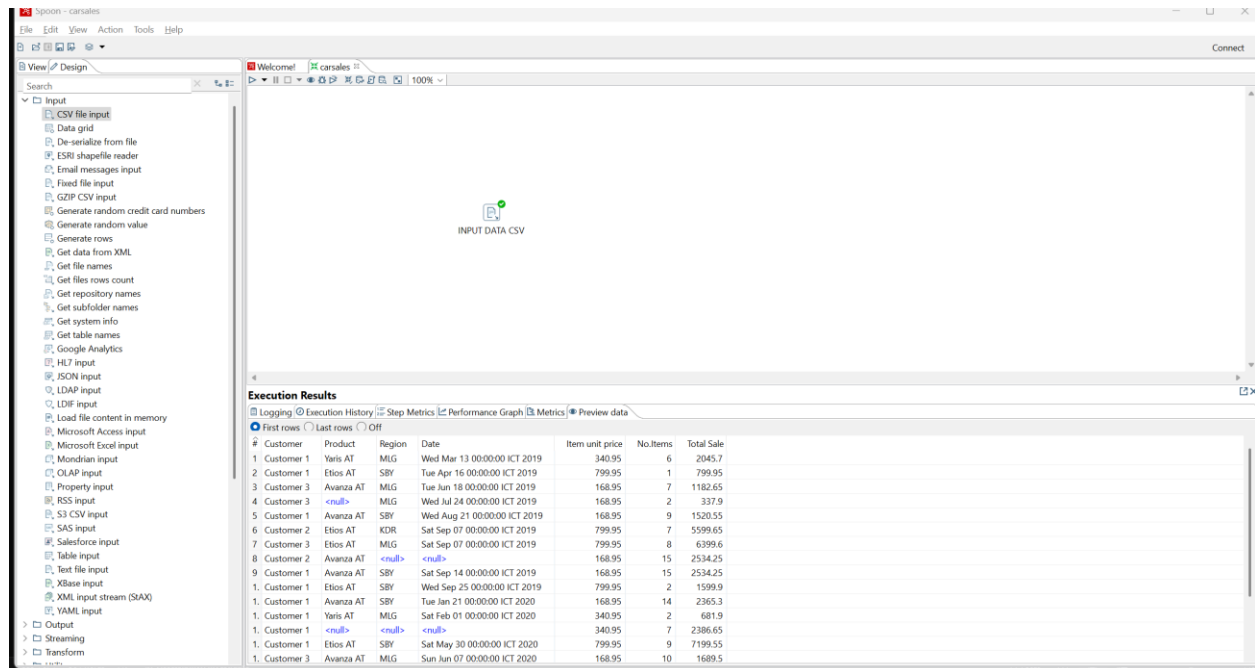 Spoon - carsales
File Edit View Action Tools Help
Connect
View Design
Search
Input
CSV file input
Data grid
De-serialize from file
ESRI shapefile reader
Email messages input
Fixed file input
GZIP CSV input
Generate random credit card numbers
Generate random value
Generate rows
Get data from XML
Get file names
Get files rows count
Get repository names
Get subfolder names
Get system info
Get table names
Google Analytics
HL7 input
JSON input
LDAP input
LDIF input
Load file content in memory
Microsoft Access input
Microsoft Excel input
Mondrian input
OLAP input
Property input
RSS input
S3 CSV input
SAS input
Salesforce input
Table input
Text file input
XBase input
XML input stream (StAX)
YAML input
Output
Streaming
Transform
Welcome! carsales
100%
INPUT DATA CSV
Execution Results
Logging Execution History Step Metrics Performance Graph Metrics Preview data
First rows Last rows Off
# Customer Product Region Date Item unit price No.Items Total Sale
1 Customer 1 Yaris AT MLG Wed Mar 13 00:00:00 ICT 2019 340.95 6 2045.7
2 Customer 1 Etios AT SBY Tue Apr 16 00:00:00 ICT 2019 799.95 1 799.95
3 Customer 3 Avanza AT MLG Tue Jun 18 00:00:00 ICT 2019 168.95 7 1182.65
4 Customer 3 <null> MLG Wed Jul 24 00:00:00 ICT 2019 168.95 2 337.9
5 Customer 1 Avanza AT SBY Wed Aug 21 00:00:00 ICT 2019 168.95 9 1520.55
6 Customer 2 Etios AT KDR Sat Sep 07 00:00:00 ICT 2019 799.95 7 5599.65
7 Customer 3 Etios AT MLG Sat Sep 07 00:00:00 ICT 2019 799.95 8 6399.6
8 Customer 2 Avanza AT <null> <null> 168.95 15 2534.25
9 Customer 1 Avanza AT SBY Sat Sep 14 00:00:00 ICT 2019 168.95 15 2534.25
1. Customer 1 Etios AT SBY Wed Sep 25 00:00:00 ICT 2019 799.95 2 1599.9
1. Customer 1 Avanza AT SBY Tue Jan 21 00:00:00 ICT 2020 168.95 14 2365.3
1. Customer 1 Yaris AT MLG Sat Feb 01 00:00:00 ICT 2020 340.95 2 681.9
1. Customer 1 <null> <null> <null> 340.95 7 2386.65
1. Customer 1 Etios AT SBY Sat May 30 00:00:00 ICT 2020 799.95 9 7199.55
1. Customer 3 Avanza AT MLG Sun Jun 07 00:00:00 ICT 2020 168.95 10 1689.5